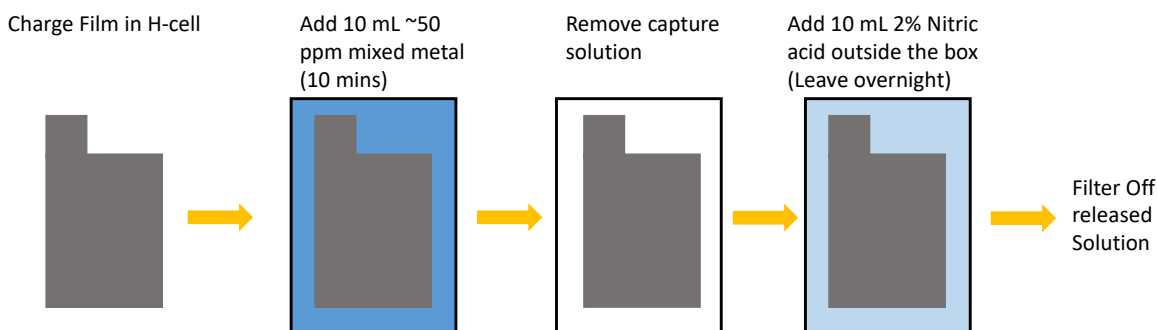 Charge Film in H-cell
Add 10 mL ~50
ppm mixed metal
(10 mins)
Remove capture
solution
Add 10 mL 2% Nitric
acid outside the box
(Leave overnight)
Filter Off
released
Solution